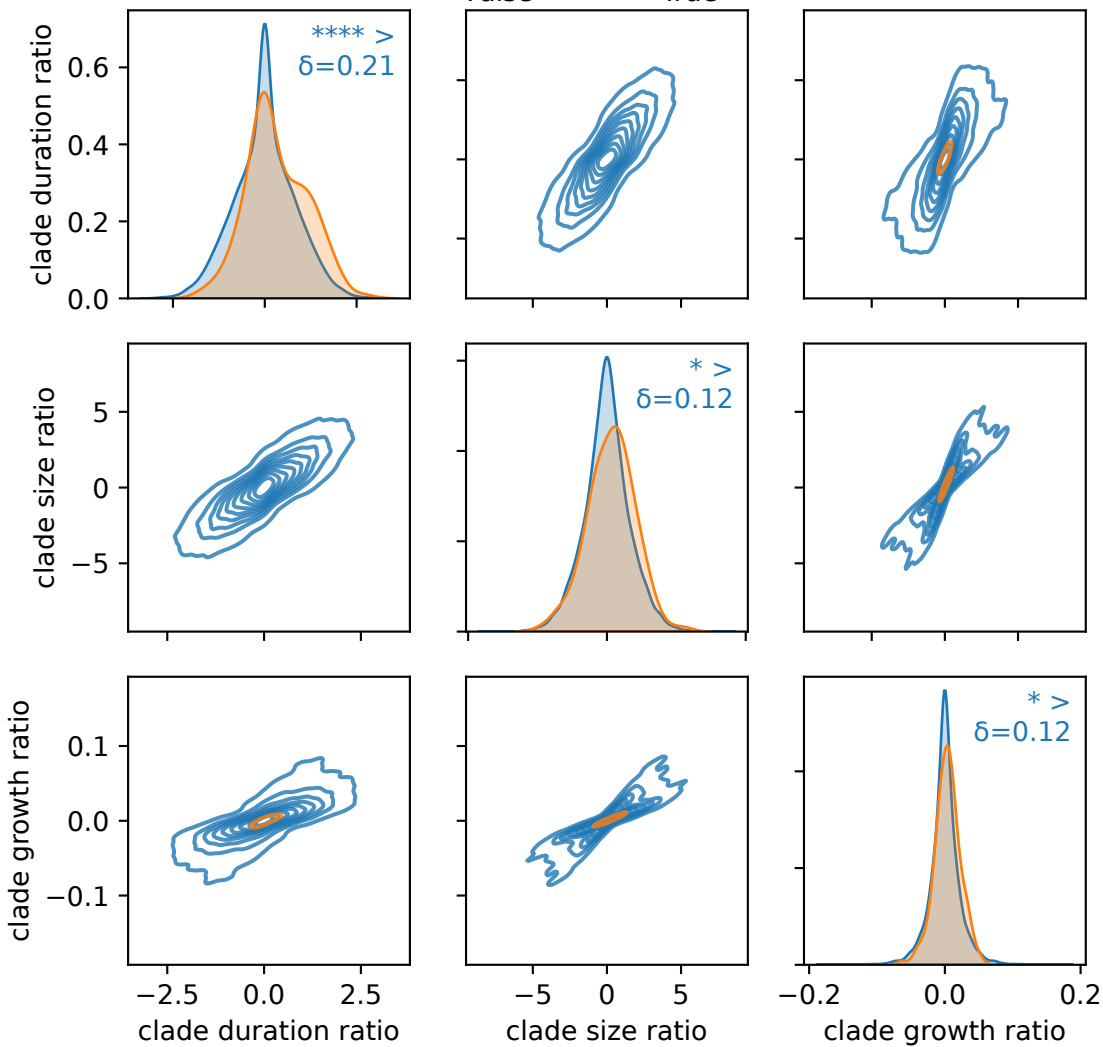 clade duration ratio
0.6
0.4
0.2
0.0
**** >
δ=0.21
clade size ratio
5
0
−5
* >
δ=0.12
clade growth ratio
0.1
0.0
−0.1
* >
δ=0.12
−2.5 0.0 2.5
−5 0 5
−0.2 0.0 0.2
clade duration ratio
clade size ratio
clade growth ratio